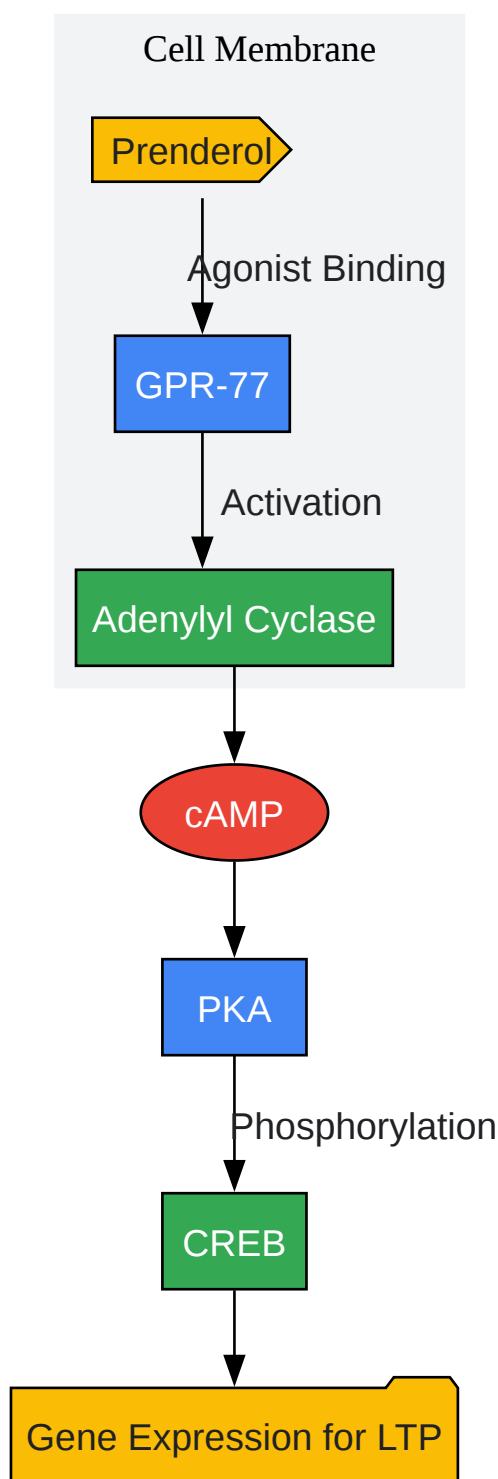 Cell Membrane
Prenderol
Agonist Binding
GPR-77
Activation
Adenylyl Cyclase
cAMP
PKA
Phosphorylation
CREB
Gene Expression for LTP